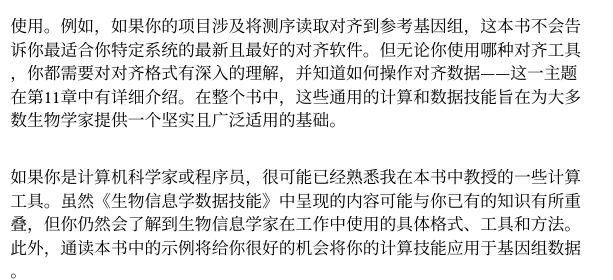 使用。例如，如果你的项目涉及将测序读取对齐到参考基因组，这本书不会告
诉你最适合你特定系统的最新且最好的对齐软件。但无论你使用哪种对齐工具
，你都需要对对齐格式有深入的理解，并知道如何操作对齐数据——这一主题
在第11章中有详细介绍。在整个书中，这些通用的计算和数据技能旨在为大多
数生物学家提供一个坚实且广泛适用的基础。
如果你是计算机科学家或程序员，很可能已经熟悉我在本书中教授的一些计算
工具。虽然《生物信息学数据技能》中呈现的内容可能与你已有的知识有所重
叠，但你仍然会了解到生物信息学家在工作中使用的具体格式、工具和方法。
此外，通读本书中的示例将给你很好的机会将你的计算技能应用于基因组数据
。